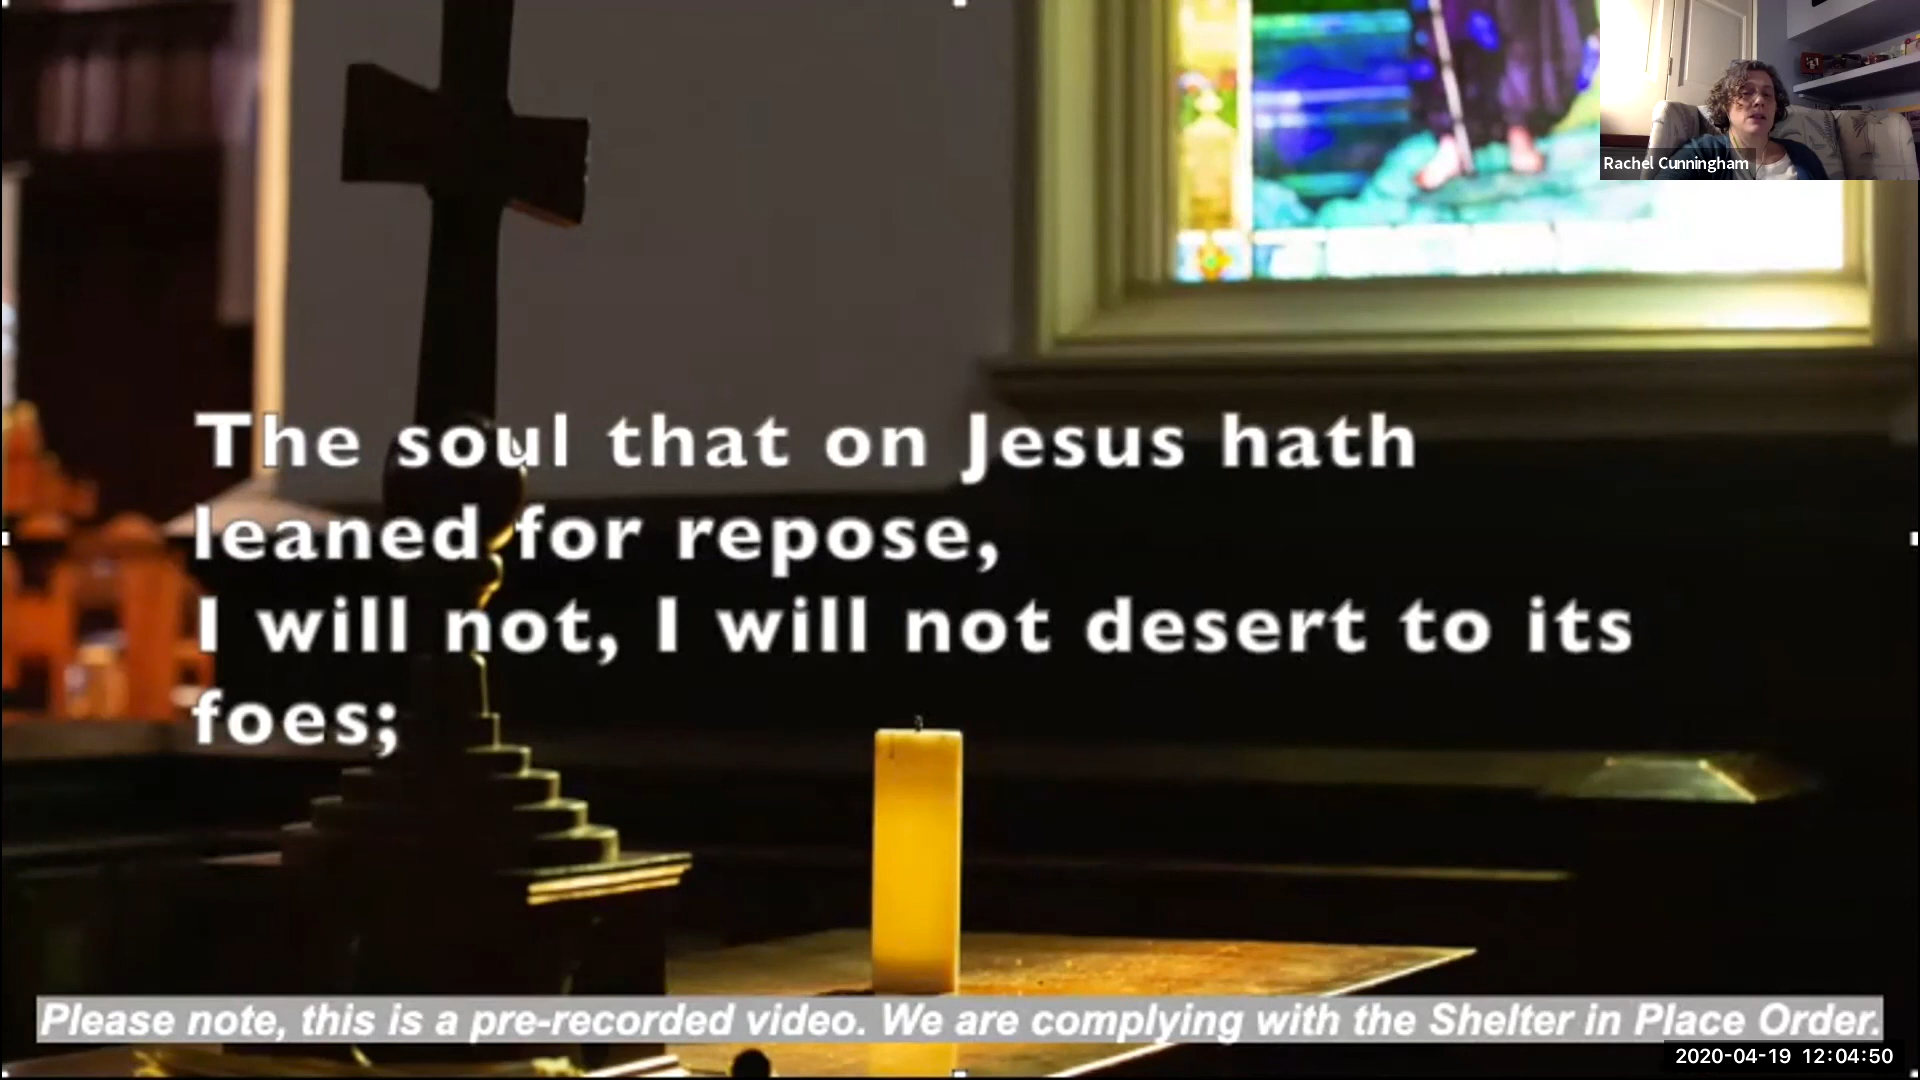 Rachel Cunningham
The soul that on Jesus hath
leaned for repose,
I will not, I will not desert to its
foes;
Please note, this is a pre-recorded video. We are complying with the Shelter in Place Order.
2020-04-19 12:04:50